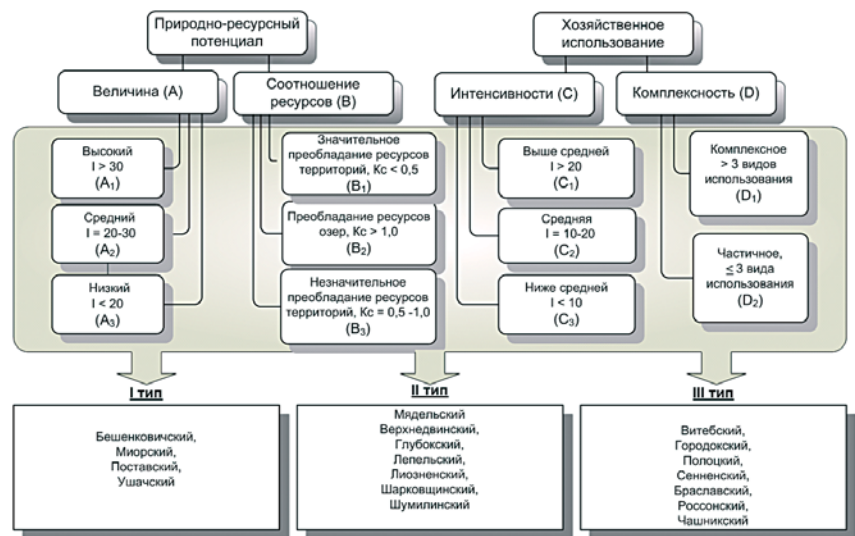 Природно-ресурсный
потенциал
Хозяйственное
использование
Величина (A)
Соотношение
ресурсов (B)
Интенсивности (C)
Комплексность (D)
Высокий
I > 30
(A₁)
Средний
I = 20-30
(A₂)
Низкий
I < 20
(A₃)
Значительное
преобладание ресурсов
территорий, Кс < 0,5
(B₁)
Преобладание ресурсов
озер, Кс > 1,0
(B₂)
Незначительное
преобладание ресурсов
территорий, Кс = 0,5 -1,0
(B₃)
Выше средней
I > 20
(C₁)
Средняя
I = 10-20
(C₂)
Ниже средней
I < 10
(C₃)
Комплексное
> 3 видов
использования
(D₁)
Частичное,
≤ 3 вида
использования
(D₂)
I тип
Бешенковичский,
Миорский,
Поставский,
Ушачский
II тип
Мядельский
Верхнедвинский,
Глубокский,
Лепельский,
Лиозненский,
Шарковщинский,
Шумилинский
III тип
Витебский,
Городокский,
Полоцкий,
Сенненский,
Браславский,
Россонский,
Чашникский